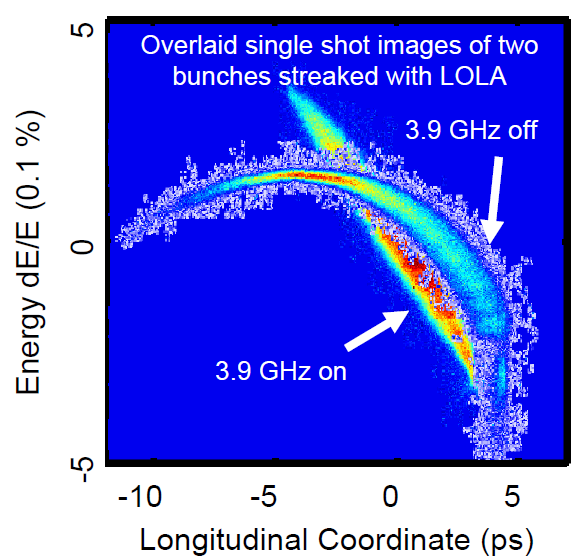 Overlaid single shot images of two
bunches streaked with LOLA
3.9 GHz off
3.9 GHz on
Energy dE/E (0.1 %)
5
0
-5
-10
-5
0
5
Longitudinal Coordinate (ps)